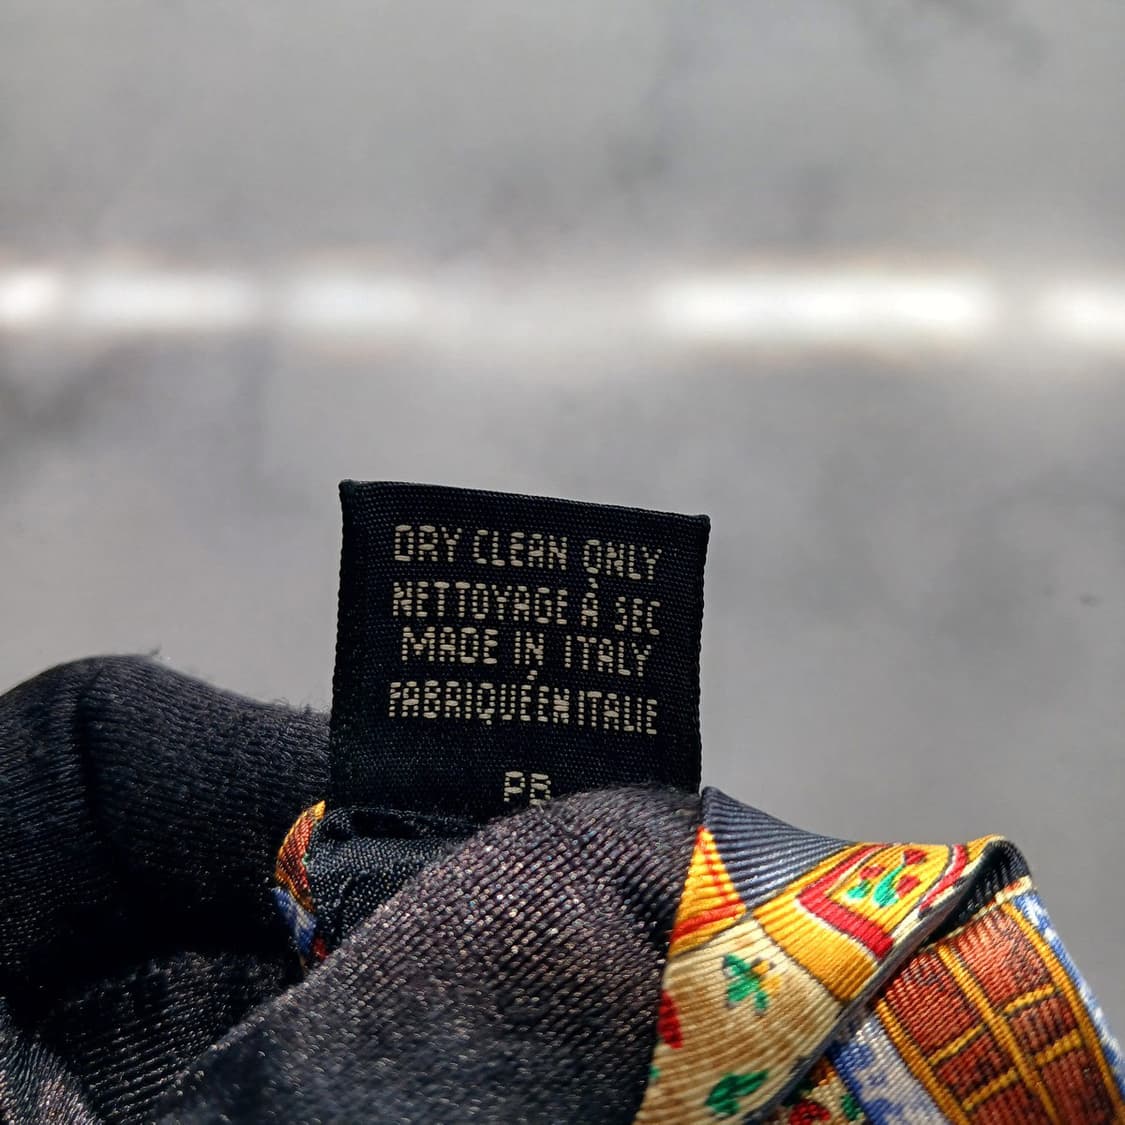 DRY CLEAN ONLY
NETTOYAGE À SEC
MADE IN ITALY
FABRIQUÉ EN ITALIE
PB